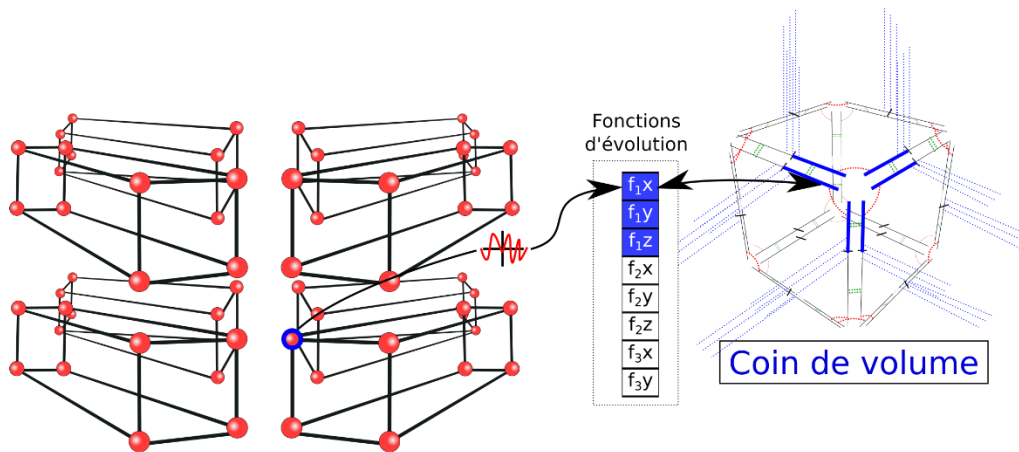 Fonctions
d'évolution
f₁x
f₁y
f₁z
f₂x
f₂y
f₂z
f₃x
f₃y
Coin de volume